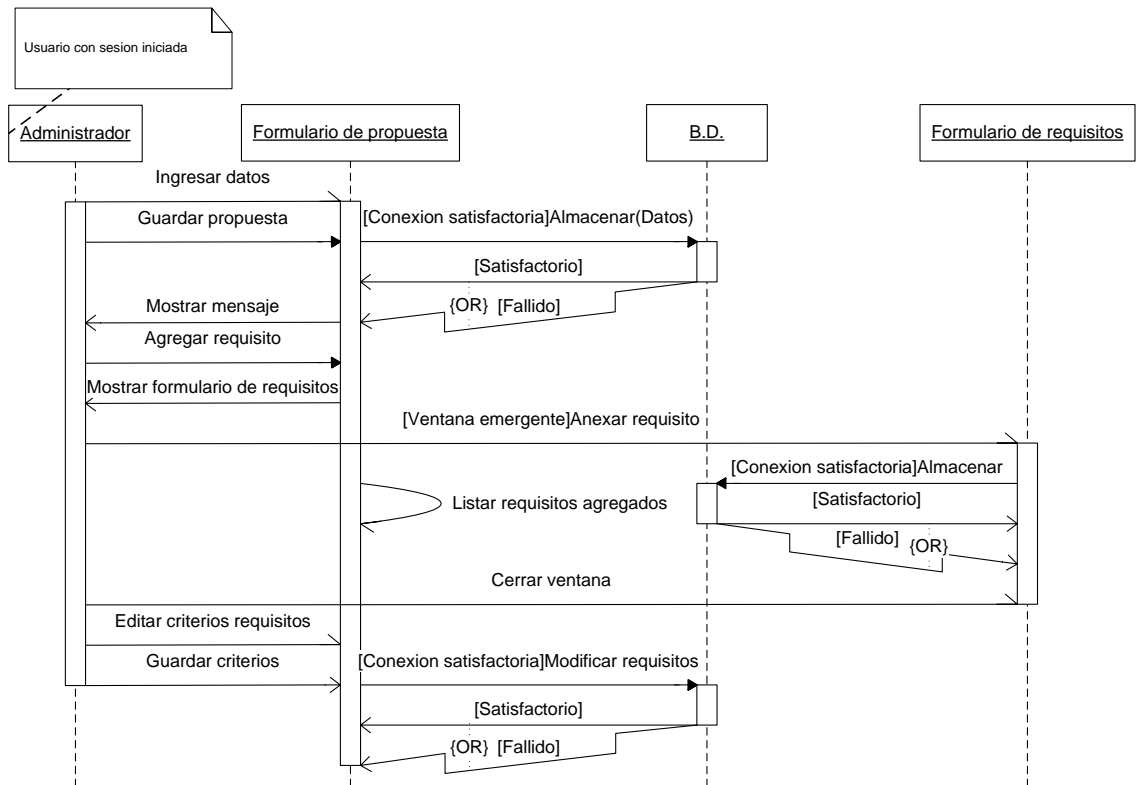 Usuario con sesion iniciada
Administrador
Formulario de propuesta
B.D.
Formulario de requisitos
Ingresar datos
Guardar propuesta
[Conexion satisfactoria]Almacenar(Datos)
[Satisfactorio]
{OR} [Fallido]
Mostrar mensaje
Agregar requisito
Mostrar formulario de requisitos
[Ventana emergente]Anexar requisito
[Conexion satisfactoria]Almacenar
Listar requisitos agregados
[Satisfactorio]
[Fallido] {OR}
Cerrar ventana
Editar criterios requisitos
Guardar criterios
[Conexion satisfactoria]Modificar requisitos
[Satisfactorio]
{OR} [Fallido]